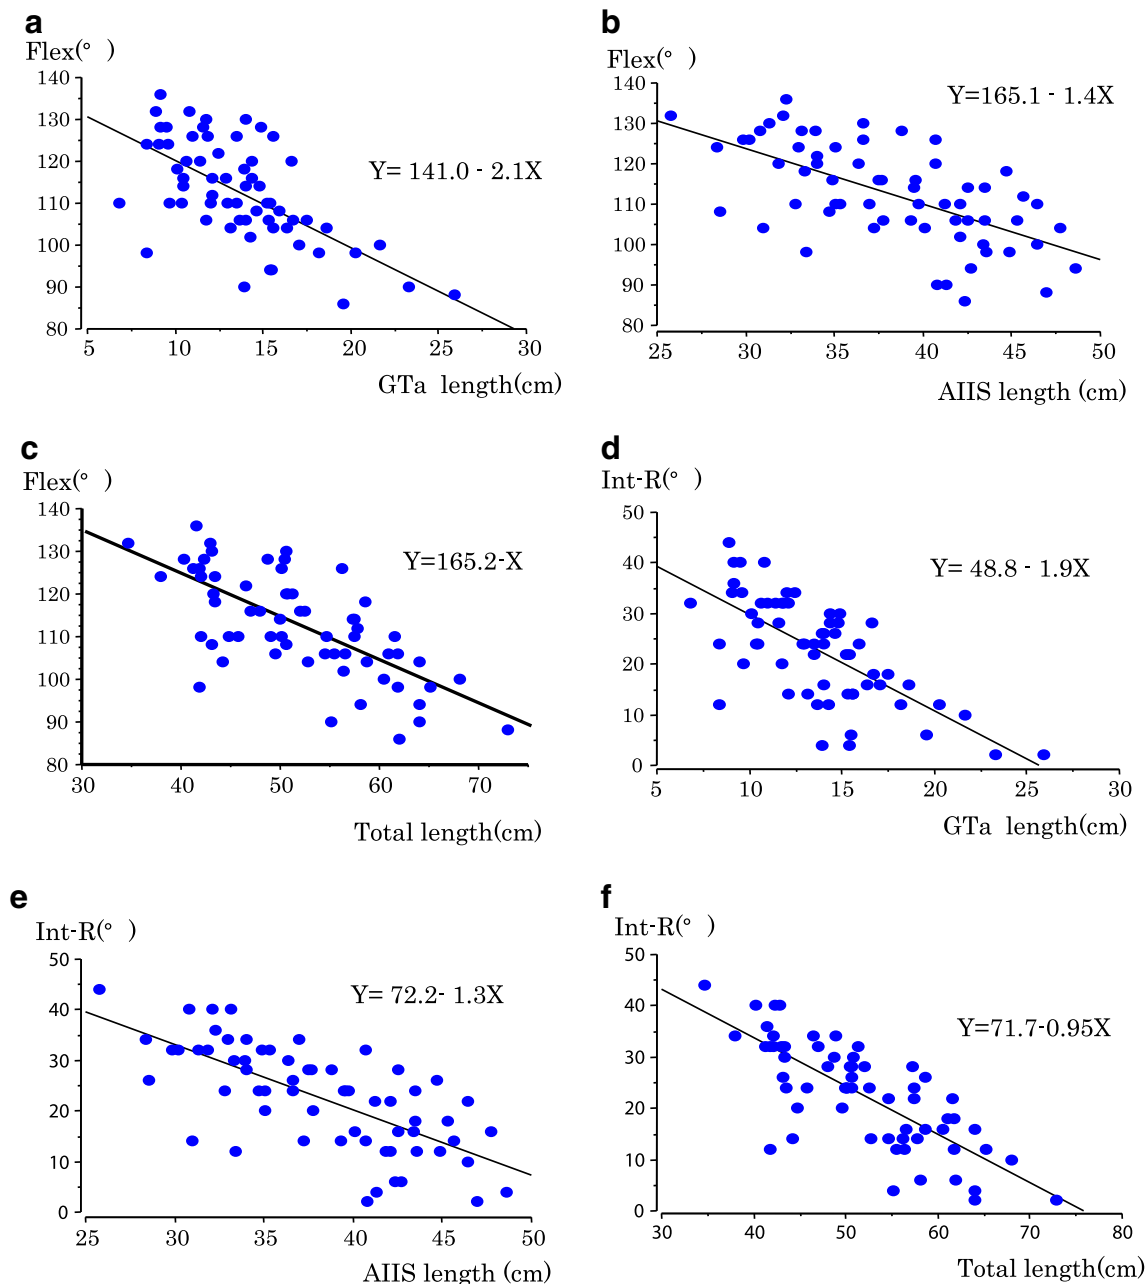 a
Flex(° )
140
130
120
110
100
90
80
Y= 141.0 - 2.1X
5 10 15 20 25 30
GTa length(cm)
b
Flex(° )
140
130
120
110
100
90
80
Y=165.1 - 1.4X
25 30 35 40 45 50
AIIS length (cm)
c
Flex(° )
140
130
120
110
100
90
80
Y=165.2-X
30 40 50 60 70
Total length(cm)
d
Int-R(° )
50
40
30
20
10
0
Y= 48.8 - 1.9X
5 10 15 20 25 30
GTa length(cm)
e
Int-R(° )
50
40
30
20
10
0
Y= 72.2- 1.3X
25 30 35 40 45 50
AIIS length (cm)
f
Int-R(° )
50
40
30
20
10
0
Y=71.7-0.95X
30 40 50 60 70 80
Total length(cm)